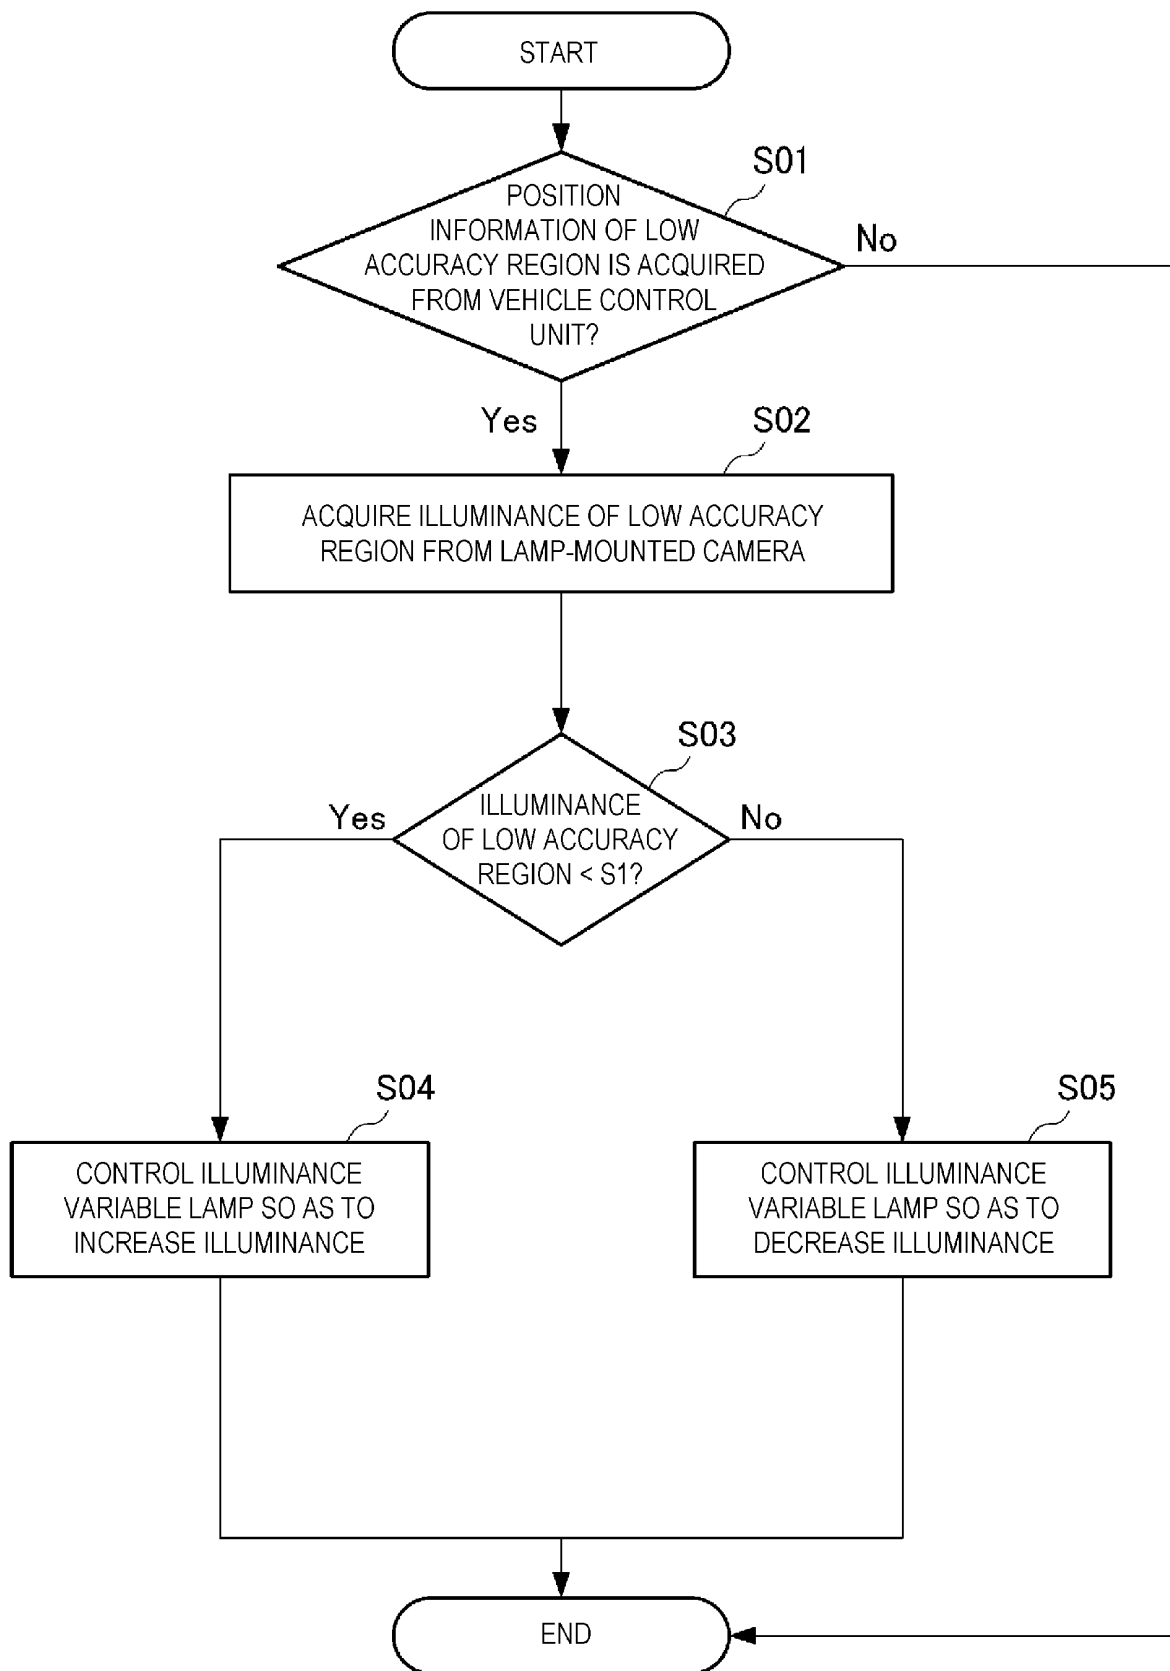 START
S01
POSITION
INFORMATION OF LOW
ACCURACY REGION IS ACQUIRED
FROM VEHICLE CONTROL
UNIT?
No
Yes
S02
ACQUIRE ILLUMINANCE OF LOW ACCURACY
REGION FROM LAMP-MOUNTED CAMERA
S03
ILLUMINANCE
OF LOW ACCURACY
REGION < S1?
Yes
No
S04
CONTROL ILLUMINANCE
VARIABLE LAMP SO AS TO
INCREASE ILLUMINANCE
S05
CONTROL ILLUMINANCE
VARIABLE LAMP SO AS TO
DECREASE ILLUMINANCE
END